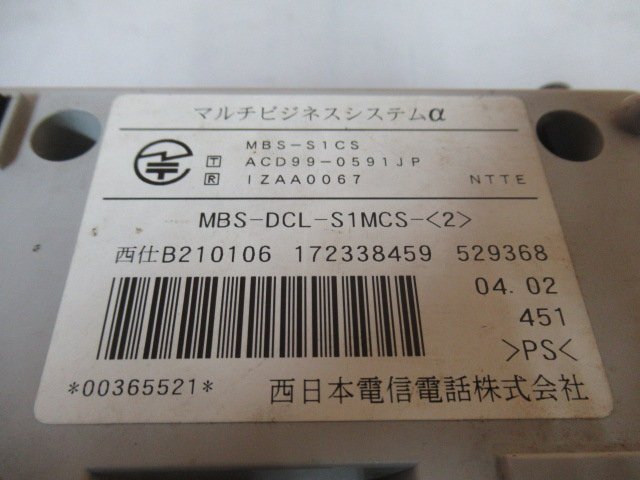 マルチビジネスシステムα
MBS-S1CS
T ACD99-0591JP
R IZAA0067 NTTE
MBS-DCL-S1MCS-<2>
西仕B210106 172338459 529368
04.02
451
>PS<
*00365521* 西日本電信電話株式会社